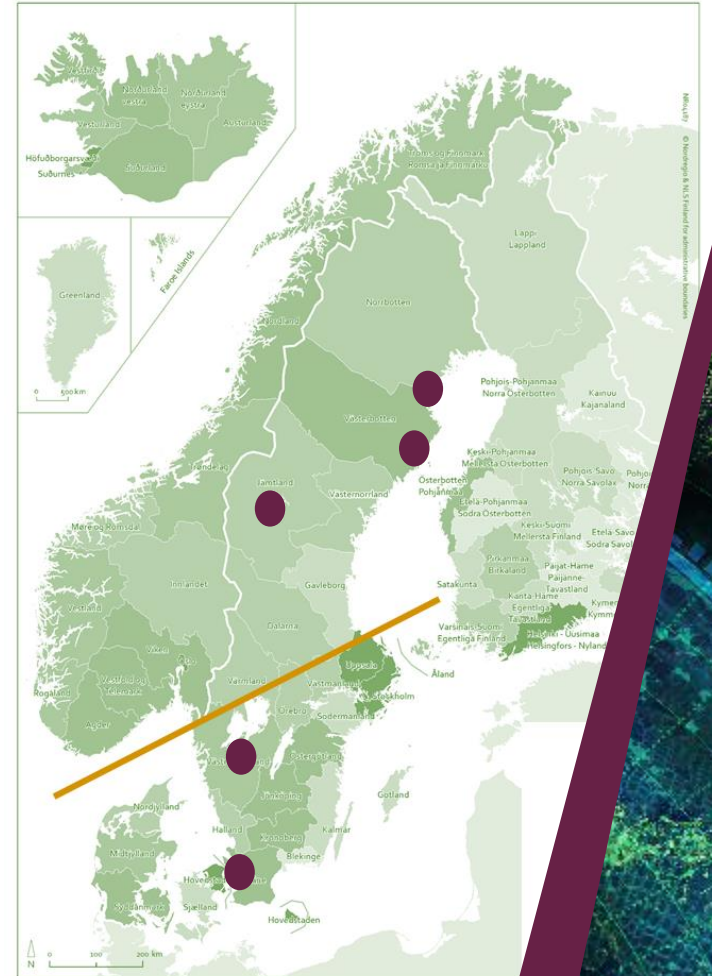 Vestfirðir
Norðurland
vestra
Norðurland
eystra
Austurland
Vesturland
Höfuðborgarsvæði
Suðurnes
Suðurland
Greenland
Faroe Islands
0 500 km
NR01217
© Nordregio & NLS Finland for administrative boundaries
Troms og Finnmark
Romsa ja Finnmárku
Lappi
Lappland
Norrbotten
Nordland
Pohjois-Pohjanmaa
Norra Österbotten
Kainuu
Kajanaland
Västerbotten
Keski-Pohjanmaa
Mellersta Österbotten
Trøndelag
Jämtland
Västernorrland
Österbotten
Pohjanmaa
Pohjois-Savo
Norra Savolax
Etelä-Pohjanmaa
Södra Österbotten
Møre og Romsdal
Keski-Suomi
Mellersta Finland
Etelä-Savo
Innlandet
Gävleborg
Pirkanmaa
Birkaland
Päijät-Häme
Päijänne-
Tavastland
Vestland
Dalarna
Satakunta
Kanta-Häme
Egentliga
Tavastland
Viken
Varsinais-Suomi
Egentliga Finland
Helsinki - Uusimaa
Helsingfors - Nyland
Uppsala
Åland
Värmland
Vestfold og
Telemark
Rogaland
Agder
Örebro
Stockholm
Södermanland
Östergötland
Nordjylland
Jönköping
Gotland
Halland
Kalmar
Kronoberg
Midtjylland
Blekinge
Syddanmark
Sjælland
Hovedstaden
N
0 100 200 km